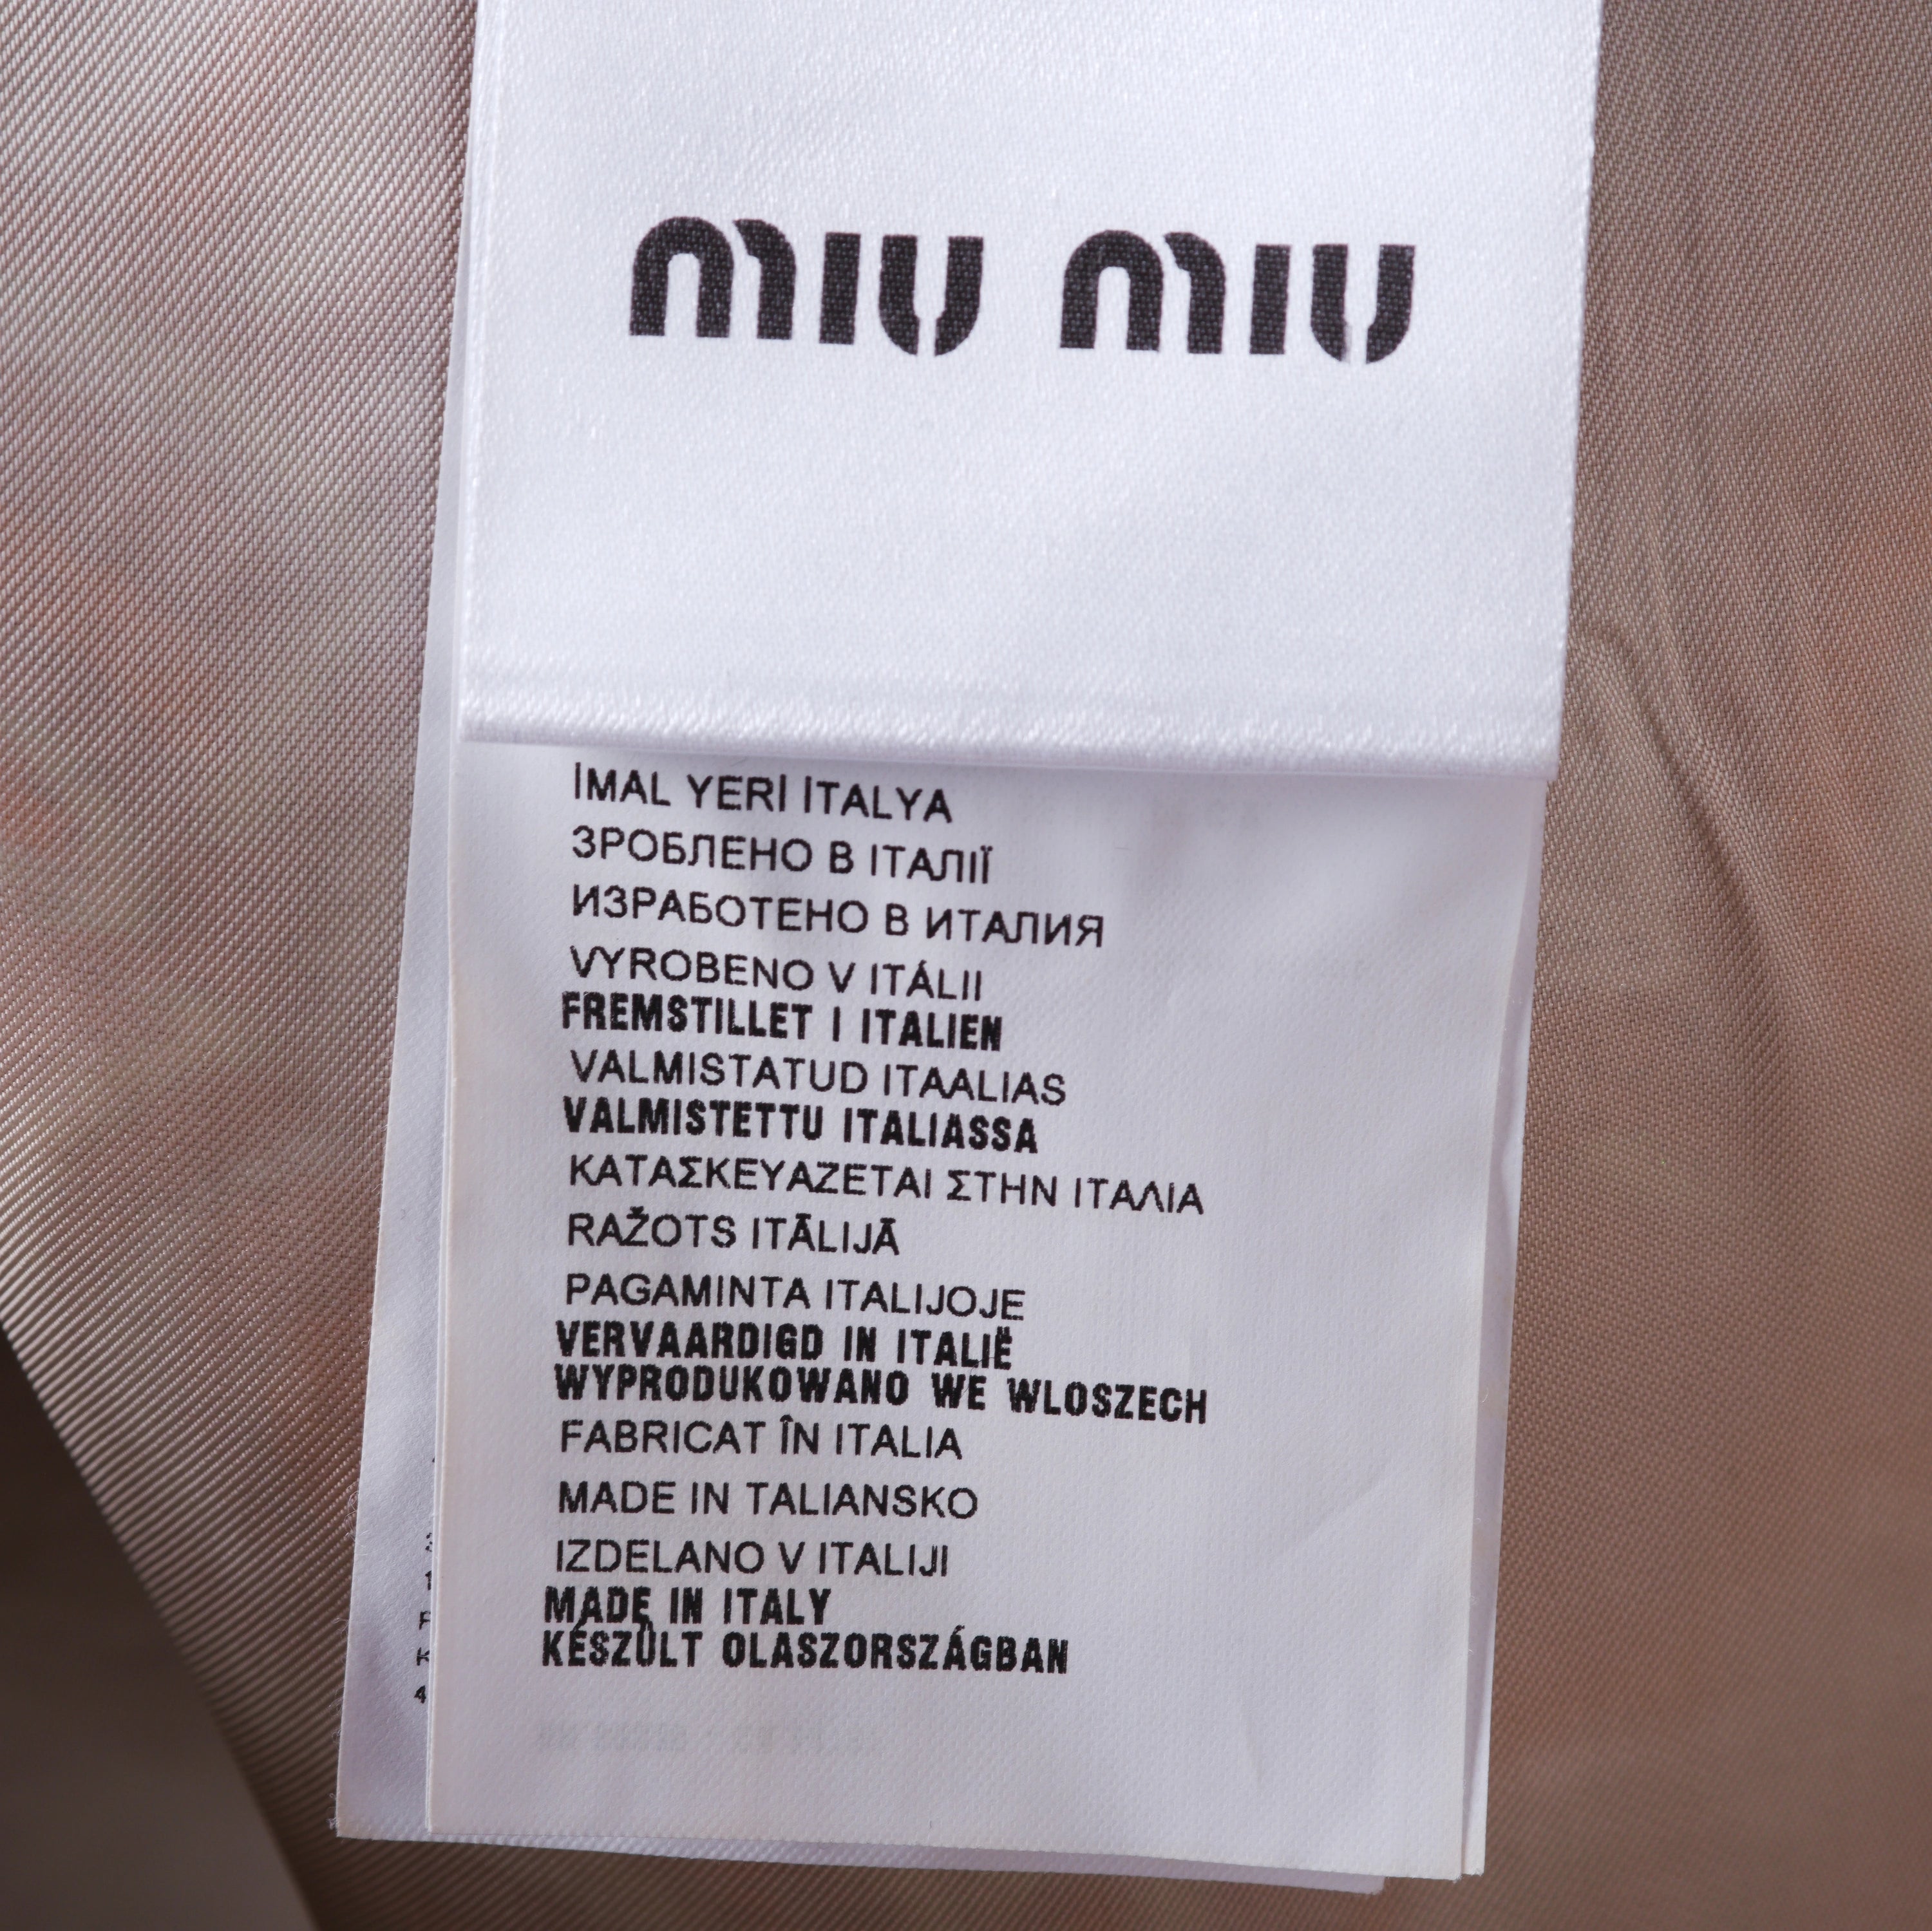 miu miu
İMAL YERİ İTALYA
ЗРОБЛЕНО В ІТАЛІЇ
ИЗРАБОТЕНО В ИТАЛИЯ
VYROBENO V ITÁLII
FREMSTILLET I ITALIEN
VALMISTATUD ITAALIAS
VALMISTETTU ITALIASSA
ΚΑΤΑΣΚΕΥΑΖΕΤΑΙ ΣΤΗΝ ΙΤΑΛΙΑ
RAŽOTS ITĀLIJĀ
PAGAMINTA ITALIJOJE
VERVAARDIGD IN ITALIË
WYPRODUKOWANO WE WLOSZECH
FABRICAT ÎN ITALIA
MADE IN TALIANSKO
IZDELANO V ITALIJI
MADE IN ITALY
KÉSZÜLT OLASZORSZÁGBAN